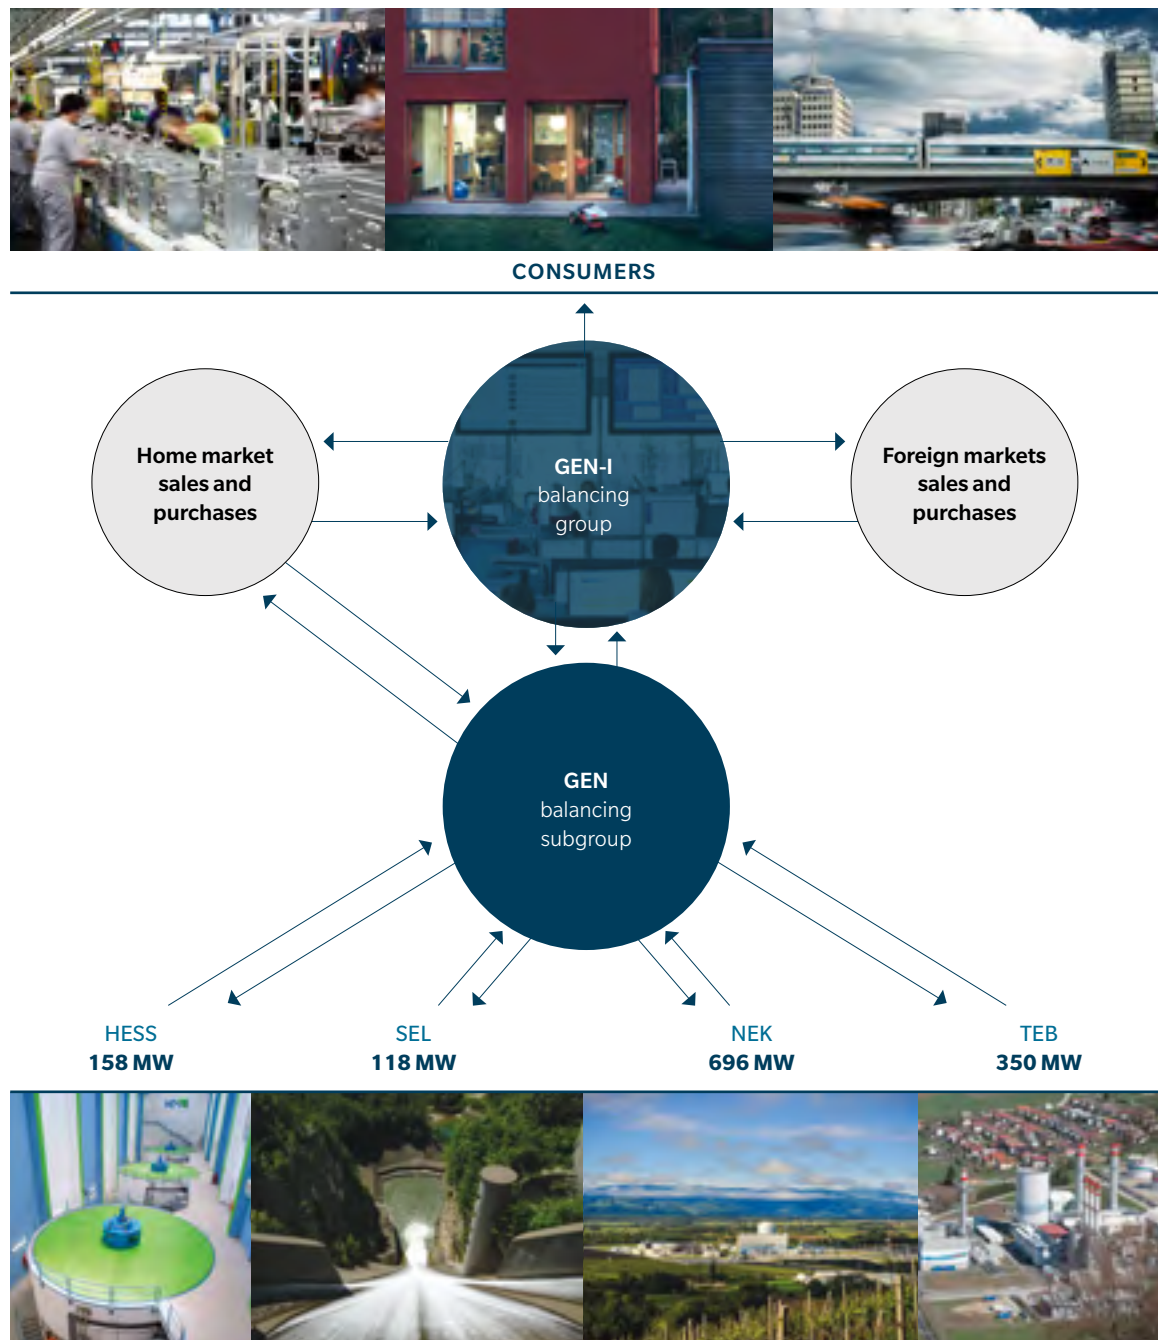 CONSUMERS
Home market
sales and
purchases
GEN-I
balancing
group
Foreign markets
sales and
purchases
GEN
balancing
subgroup
HESS
158 MW
SEL
118 MW
NEK
696 MW
TEB
350 MW